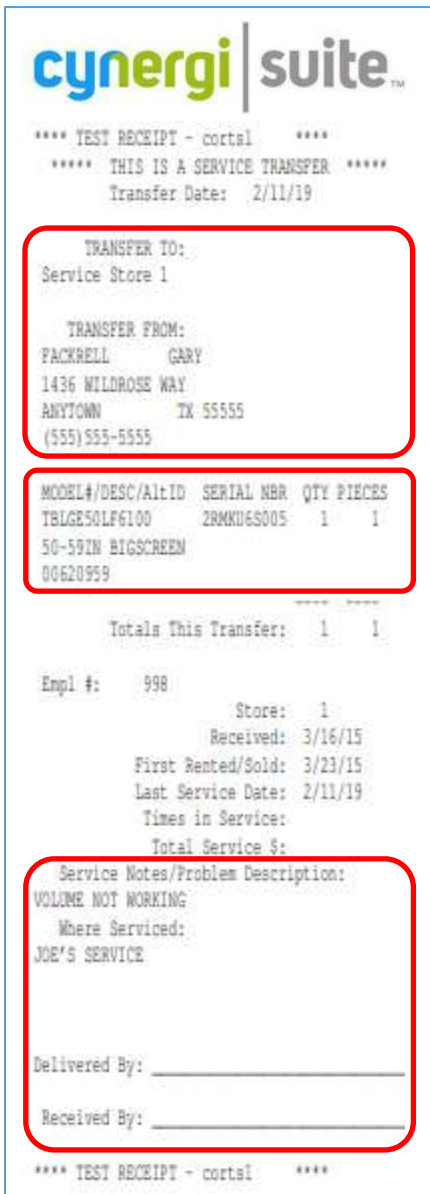 cynergi suite™
**** TEST RECEIPT - corts1 ****
***** THIS IS A SERVICE TRANSFER *****
Transfer Date: 2/11/19
TRANSFER TO:
Service Store 1
TRANSFER FROM:
FACKRELL GARY
1436 WILDROSE WAY
ANYTOWN TX 55555
(555)555-5555
MODEL#/DESC/AltID SERIAL NBR QTY PIECES
TBLGE50LF6100 2RMKU6S005 1 1
50-59IN BIGSCREEN
00620959
---- ----
Totals This Transfer: 1 1
Empl #: 998
Store: 1
Received: 3/16/15
First Rented/Sold: 3/23/15
Last Service Date: 2/11/19
Times in Service:
Total Service $:
Service Notes/Problem Description:
VOLUME NOT WORKING
Where Serviced:
JOE'S SERVICE
Delivered By:
Received By:
**** TEST RECEIPT - corts1 ****